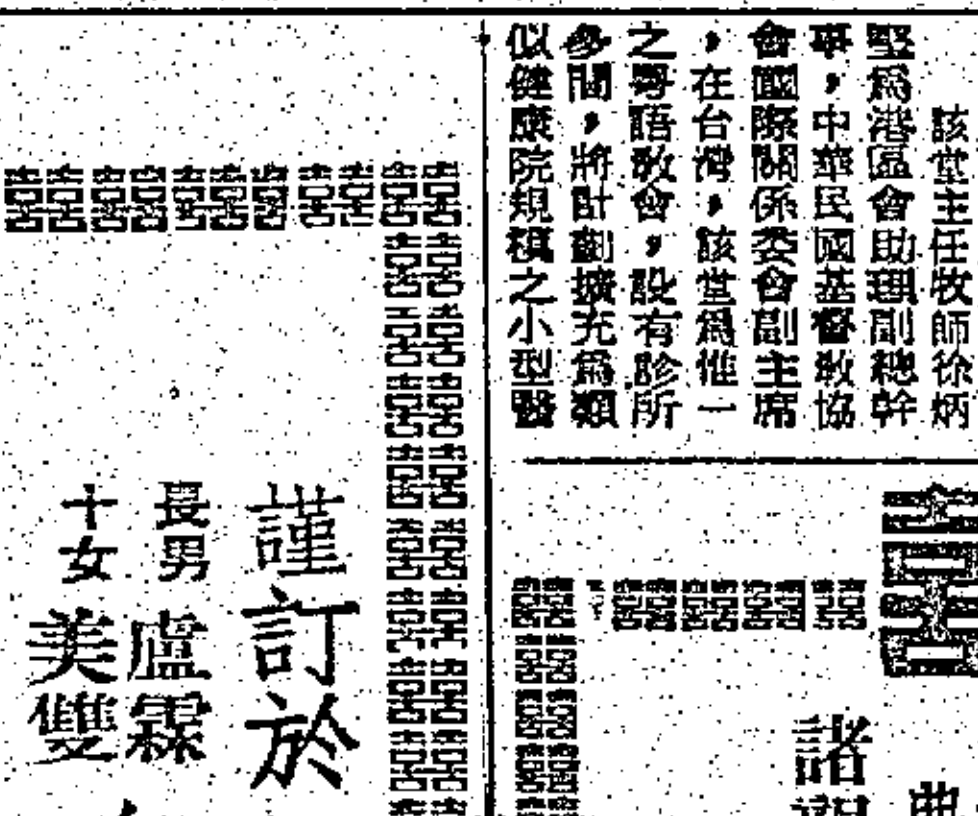 該堂主任牧師徐炳
堅為港區會助理副總幹
事，中華民國基督教協
會國際關係委會副主席
，在台灣，該堂為惟一
之粵語教會，設有診所
多間，將計劃擴充為類
似健康院規模之小型醫
諸親
謹訂於
長男盧霖
十女美雙